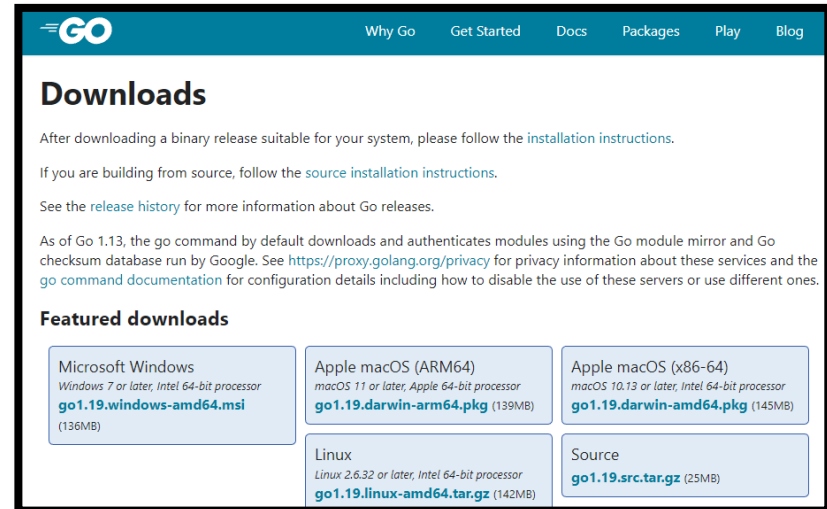 GO
Why Go Get Started Docs Packages Play Blog
Downloads
After downloading a binary release suitable for your system, please follow the installation instructions.
If you are building from source, follow the source installation instructions.
See the release history for more information about Go releases.
As of Go 1.13, the go command by default downloads and authenticates modules using the Go module mirror and Go
checksum database run by Google. See https://proxy.golang.org/privacy for privacy information about these services and the
go command documentation for configuration details including how to disable the use of these servers or use different ones.
Featured downloads
Microsoft Windows
Windows 7 or later, Intel 64-bit processor
go1.19.windows-amd64.msi
(136MB)
Apple macOS (ARM64)
macOS 11 or later, Apple 64-bit processor
go1.19.darwin-arm64.pkg (139MB)
Apple macOS (x86-64)
macOS 10.13 or later, Intel 64-bit processor
go1.19.darwin-amd64.pkg (145MB)
Linux
Linux 2.6.32 or later, Intel 64-bit processor
go1.19.linux-amd64.tar.gz (142MB)
Source
go1.19.src.tar.gz (25MB)